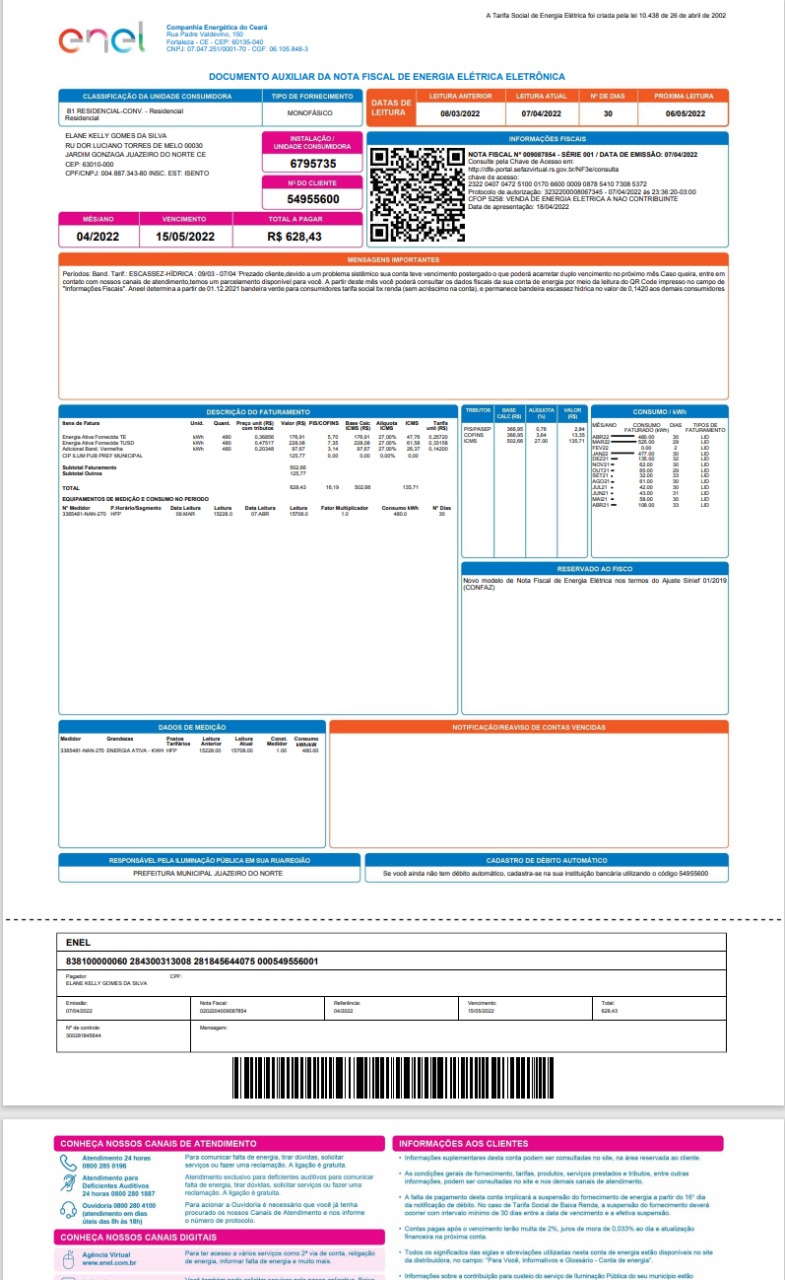 A Tarifa Social de Energia Elétrica foi criada pela lei 10.438 de 26 de abril de 2002
enel
Companhia Energética do Ceará
Rua Padre Valdevino, 150
Fortaleza - CE - CEP: 60135-040
CNPJ: 07.047.251/0001-70 - CGF: 06.105.848-3
DOCUMENTO AUXILIAR DA NOTA FISCAL DE ENERGIA ELÉTRICA ELETRÔNICA
CLASSIFICAÇÃO DA UNIDADE CONSUMIDORA
B1 RESIDENCIAL-CONV. - Residencial
Residencial
TIPO DE FORNECIMENTO
MONOFÁSICO
DATAS DE LEITURA
LEITURA ANTERIOR LEITURA ATUAL Nº DE DIAS PRÓXIMA LEITURA
08/03/2022 07/04/2022 30 06/05/2022
ELANE KELLY GOMES DA SILVA
RU DOR LUCIANO TORRES DE MELO 00030
JARDIM GONZAGA JUAZEIRO DO NORTE CE
CEP: 63010-000
CPF/CNPJ: 004.887.343-80 INSC. EST: ISENTO
INSTALAÇÃO /
UNIDADE CONSUMIDORA
6795735
Nº DO CLIENTE
54955600
MÊS/ANO VENCIMENTO TOTAL A PAGAR
04/2022 15/05/2022 R$ 628,43
INFORMAÇÕES FISCAIS
NOTA FISCAL Nº 009087854 - SÉRIE 001 / DATA DE EMISSÃO: 07/04/2022
Consulte pela Chave de Acesso em:
http://dfe-portal.sefazvirtual.rs.gov.br/NF3e/consulta
chave de acesso:
2322 0407 0472 5100 0170 6600 0009 0878 5410 7308 5372
Protocolo de autorização: 3232200008067345 - 07/04/2022 às 23:36:20-03:00
CFOP 5258: VENDA DE ENERGIA ELETRICA A NAO CONTRIBUINTE
Data de apresentação: 18/04/2022
MENSAGENS IMPORTANTES
Períodos: Band. Tarif.: ESCASSEZ-HÍDRICA : 09/03 - 07/04 'Prezado cliente,devido a um problema sistêmico sua conta teve vencimento postergado o que poderá acarretar duplo vencimento no próximo mês.Caso queira, entre em
contato com nossos canais de atendimento,temos um parcelamento disponível para você. A partir deste mês você poderá consultar os dados fiscais da sua conta de energia por meio da leitura do QR Code impresso no campo de
"Informações Fiscais". Aneel determina a partir de 01.12.2021 bandeira verde para consumidores tarifa social bx renda (sem acréscimo na conta), e permanece bandeira escassez hídrica no valor de 0,1420 aos demais consumidores
DESCRIÇÃO DO FATURAMENTO
Itens de Fatura Unid. Quant. Preço unit (R$) com tributos Valor (R$) PIS/COFINS Base Calc ICMS (R$) Alíquota ICMS ICMS Tarifa unit (R$)
Energia Ativa Fornecida TE kWh 480 0,36856 176,91 5,70 176,91 27,00% 47,76 0,25720
Energia Ativa Fornecida TUSD kWh 480 0,47517 228,08 7,35 228,08 27,00% 61,58 0,33158
Adicional Band. Vermelha kWh 480 0,20348 97,67 3,14 97,67 27,00% 26,37 0,14200
CIP ILUM PUB PREF MUNICIPAL 125,77 0,00 0,00 0,00% 0,00
Subtotal Faturamento 502,66
Subtotal Outros 125,77
TOTAL 628,43 16,19 502,66 135,71
EQUIPAMENTOS DE MEDIÇÃO E CONSUMO NO PERÍODO
Nº Medidor P.Horário/Segmento Data Leitura Leitura Data Leitura Leitura Fator Multiplicador Consumo kWh Nº Dias
3365481-NAN-270 HFP 09.MAR 15228.0 07.ABR 15708.0 1.0 480.0 30
TRIBUTOS BASE CALC (R$) ALÍQUOTA (%) VALOR (R$)
PIS/PASEP 366,95 0,78 2,84
COFINS 366,95 3,64 13,35
ICMS 502,66 27,00 135,71
CONSUMO / kWh
MÊS/ANO CONSUMO FATURADO (kWh) DIAS TIPOS DE FATURAMENTO
ABR22 480.00 30 LID
MAR22 525.00 29 LID
FEV22 0.00 2 LID
JAN22 477.00 30 LID
DEZ21 135.00 32 LID
NOV21 62.00 30 LID
OUT21 65.00 29 LID
SET21 32.00 33 LID
AGO21 61.00 30 LID
JUL21 42.00 30 LID
JUN21 43.00 31 LID
MAI21 58.00 30 LID
ABR21 108.00 33 LID
RESERVADO AO FISCO
Novo modelo de Nota Fiscal de Energia Elétrica nos termos do Ajuste Sinief 01/2019
(CONFAZ)
DADOS DE MEDIÇÃO
Medidor Grandezas Postos Tarifários Leitura Anterior Leitura Atual Const. Medidor Consumo kWh/kW
3365481-NAN-270 ENERGIA ATIVA - KWH HFP 15228.00 15708.00 1.00 480.00
NOTIFICAÇÃO/REAVISO DE CONTAS VENCIDAS
RESPONSÁVEL PELA ILUMINAÇÃO PÚBLICA EM SUA RUA/REGIÃO
PREFEITURA MUNICIPAL JUAZEIRO DO NORTE
CADASTRO DE DÉBITO AUTOMÁTICO
Se você ainda não tem débito automático, cadastra-se na sua instituição bancária utilizando o código 54955600
ENEL
838100000060 284300313008 281845644075 000549556001
Pagador: CPF:
ELANE KELLY GOMES DA SILVA
Emissão: Nota Fiscal: Referência: Vencimento: Total:
07/04/2022 0202204009087854 04/2022 15/05/2022 628,43
Nº de controle: Mensagem:
300281845844
CONHEÇA NOSSOS CANAIS DE ATENDIMENTO
Atendimento 24 horas
0800 285 0196
Para comunicar falta de energia, tirar dúvidas, solicitar
serviços ou fazer uma reclamação. A ligação é gratuita.
Atendimento para
Deficientes Auditivos
24 horas 0800 280 1887
Atendimento exclusivo para deficientes auditivos para comunicar
falta de energia, tirar dúvidas, solicitar serviços ou fazer uma
reclamação. A ligação é gratuita.
Ouvidoria 0800 280 4100
(atendimento em dias
úteis das 8h às 18h)
Para acionar a Ouvidoria é necessário que você já tenha
procurado os nossos Canais de Atendimento e nos informe
o número de protocolo.
CONHEÇA NOSSOS CANAIS DIGITAIS
Agência Virtual
www.enel.com.br
Para ter acesso a vários serviços como 2ª via de conta, religação
de energia, informar falta de energia e muito mais.
INFORMAÇÕES AOS CLIENTES
• Informações suplementares desta conta podem ser consultadas no site, na área reservada ao cliente.
• As condições gerais de fornecimento, tarifas, produtos, serviços prestados e tributos, entre outras
informações, podem ser consultadas no site e nos demais canais de atendimento.
• A falta de pagamento desta conta implicará a suspensão do fornecimento de energia a partir do 16° dia
da notificação de débito. No caso de Tarifa Social de Baixa Renda, a suspensão do fornecimento deverá
ocorrer com intervalo mínimo de 30 dias entre a data de vencimento e a efetiva suspensão.
• Contas pagas após o vencimento terão multa de 2%, juros de mora de 0,033% ao dia e atualização
financeira na próxima conta.
• Todos os significados das siglas e abreviações utilizadas nesta conta de energia estão disponíveis no site
da distribuidora, no campo: "Para Você, Informativos e Glossário - Conta de energia".
• Informações sobre a contribuição para custeio do serviço de Iluminação Pública do seu município estão